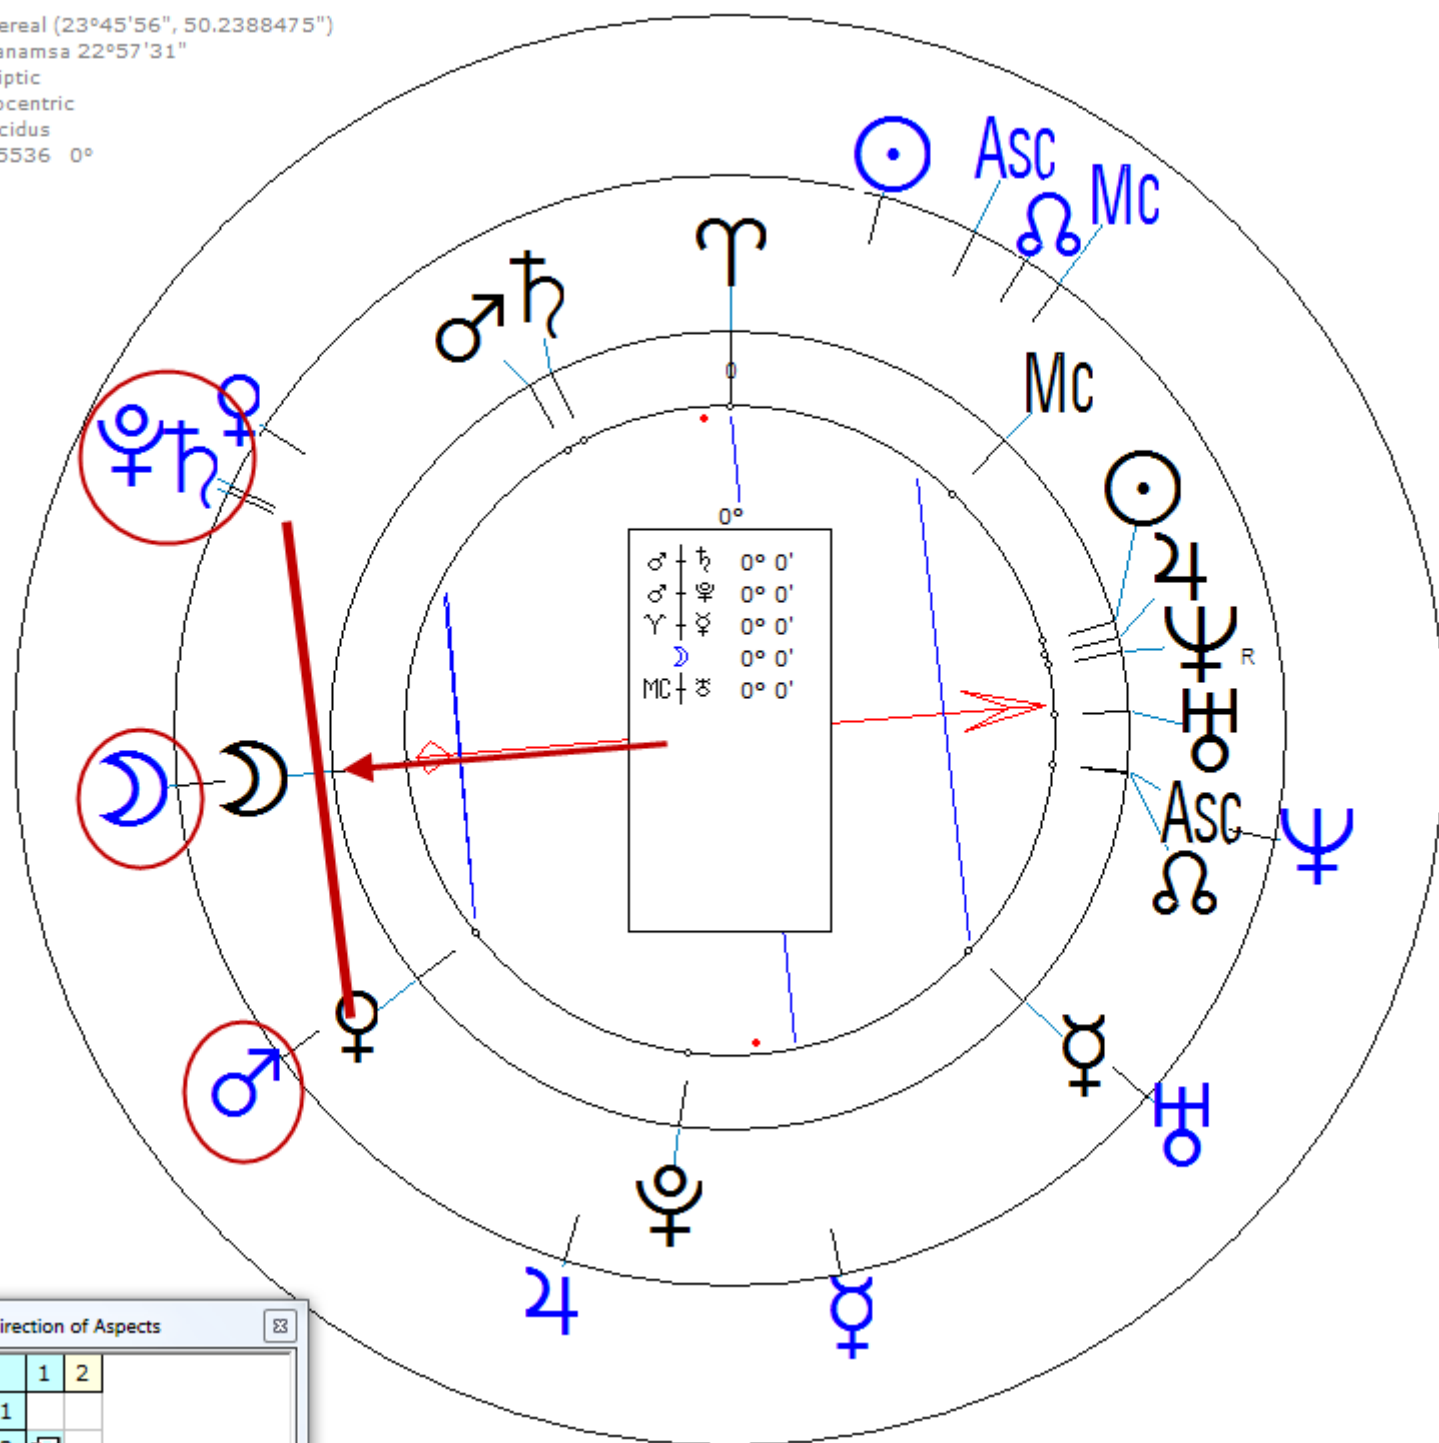 ereal (23°45'56", 50.2388475")
anamsa 22°57'31"
iptic
ocentric
cidus
5536 0°
Asc
Mc
0
Mc
0°
♂┼♄ 0° 0'
♂┼♇ 0° 0'
♈┼☿ 0° 0'
☽ 0° 0'
MC┼♅ 0° 0'
R
Asc
irection of Aspects
1 2
1